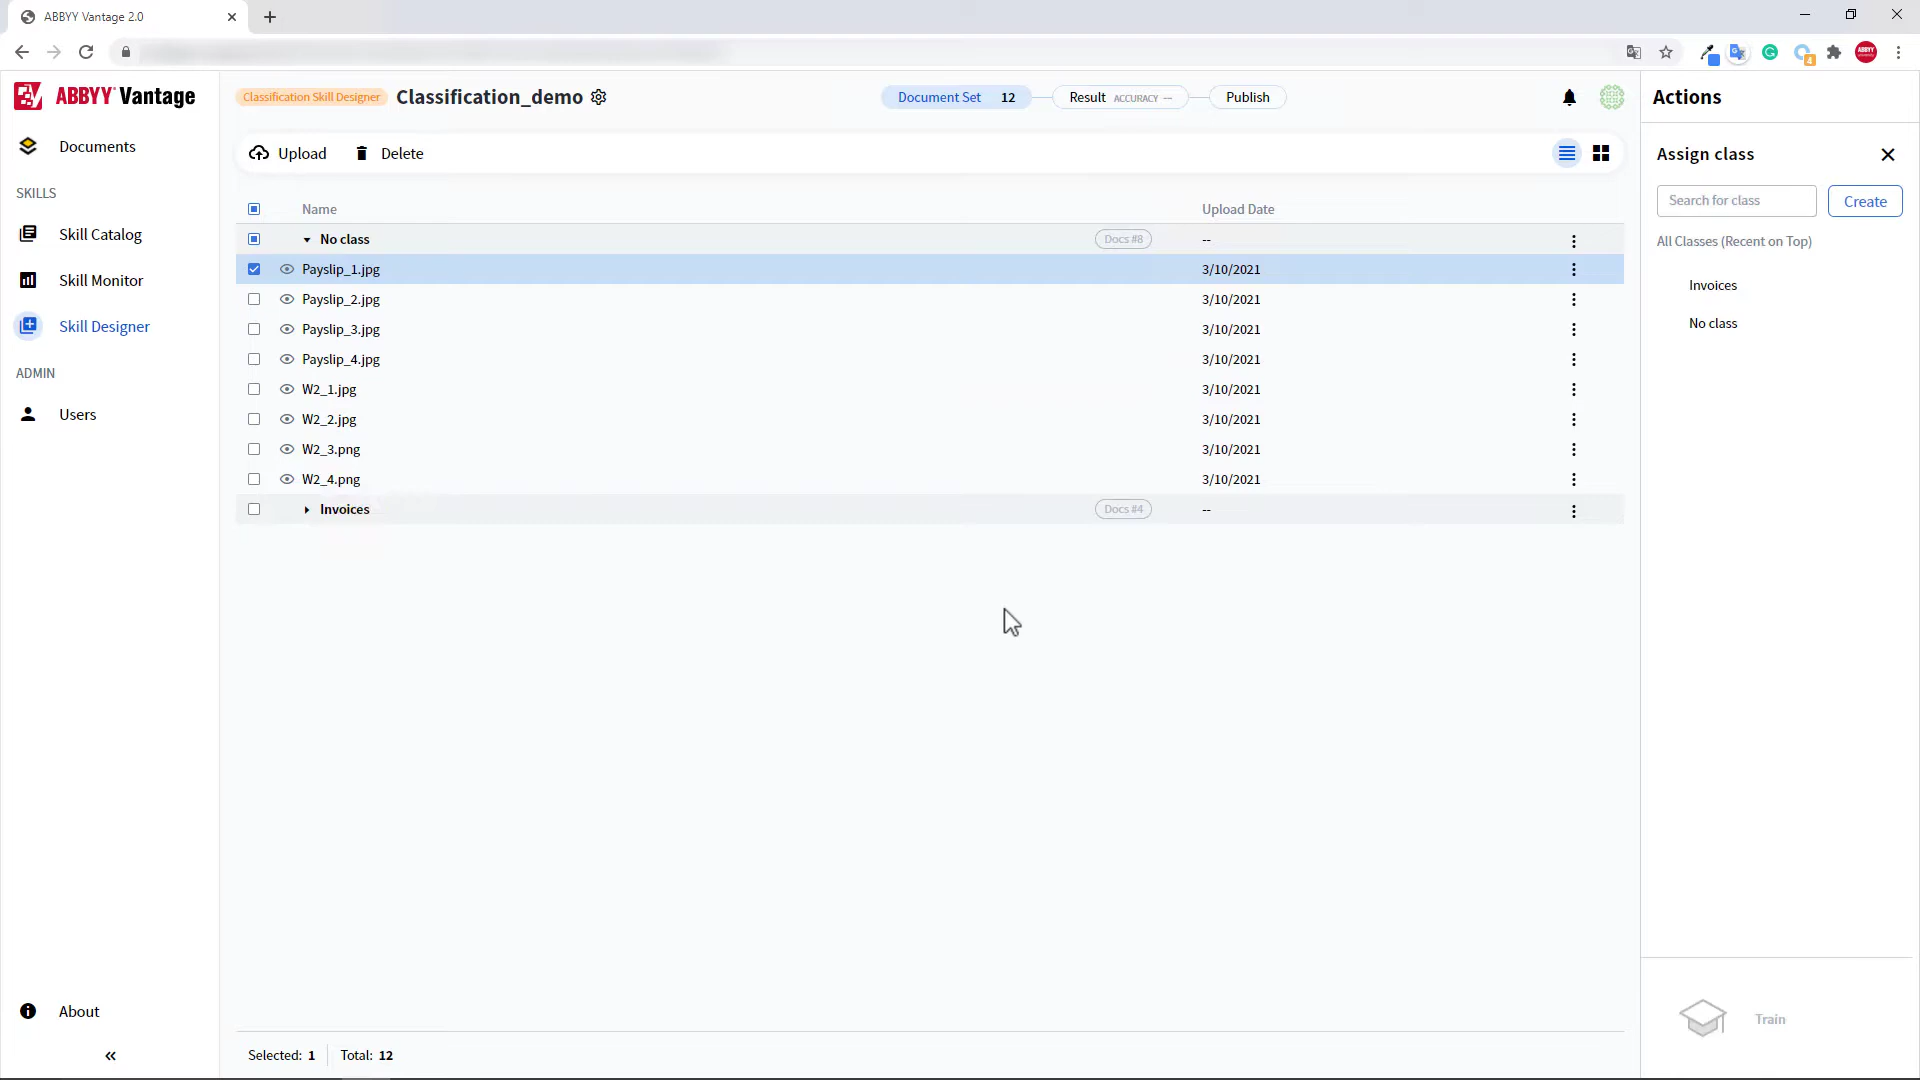 ABBYY Vantage 2.0
ABBYY Vantage
Classification Skill Designer Classification_demo
Document Set 12 Result ACCURACY -- Publish
Actions
Documents
Upload Delete
Assign class
SKILLS
Search for class Create
Name Upload Date
Skill Catalog
No class Docs #8 --
All Classes (Recent on Top)
Payslip_1.jpg 3/10/2021
Skill Monitor
Invoices
Payslip_2.jpg 3/10/2021
Skill Designer
No class
Payslip_3.jpg 3/10/2021
Payslip_4.jpg 3/10/2021
ADMIN
W2_1.jpg 3/10/2021
Users
W2_2.jpg 3/10/2021
W2_3.png 3/10/2021
W2_4.png 3/10/2021
Invoices Docs #4 --
About
Train
Selected: 1 Total: 12